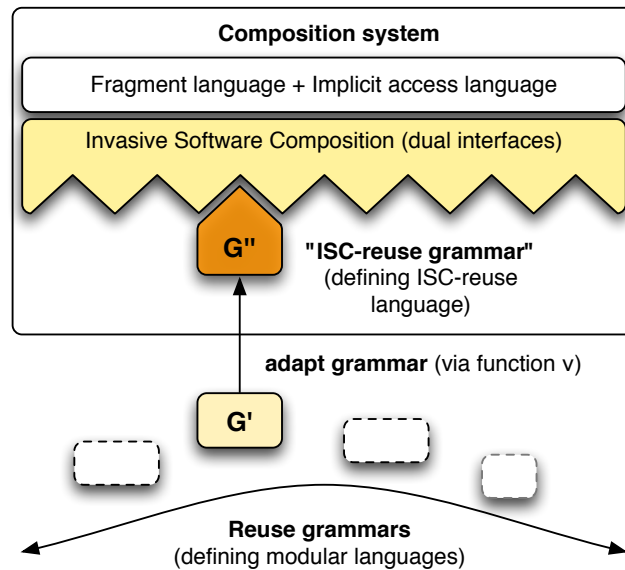 Composition system
Fragment language + Implicit access language
Invasive Software Composition (dual interfaces)
G"
"ISC-reuse grammar"
(defining ISC-reuse
language)
adapt grammar (via function ν)
G'
Reuse grammars
(defining modular languages)